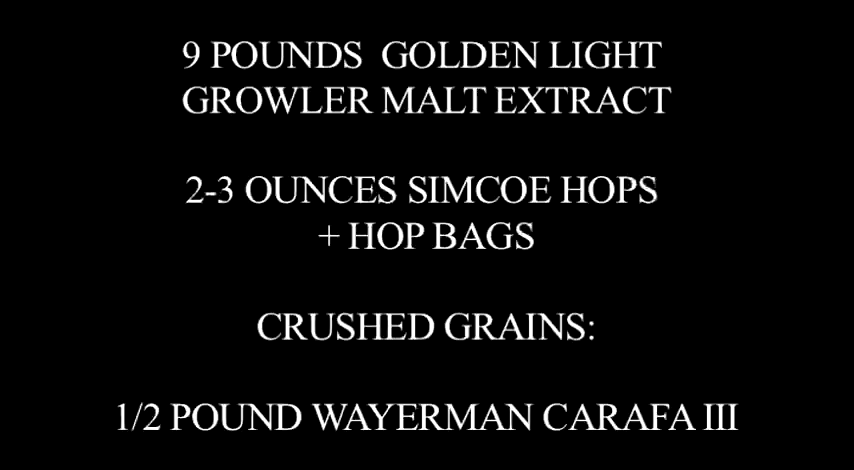 9 POUNDS GOLDEN LIGHT
GROWLER MALT EXTRACT
2-3 OUNCES SIMCOE HOPS
+ HOP BAGS
CRUSHED GRAINS:
1/2 POUND WAYERMAN CARAFA III